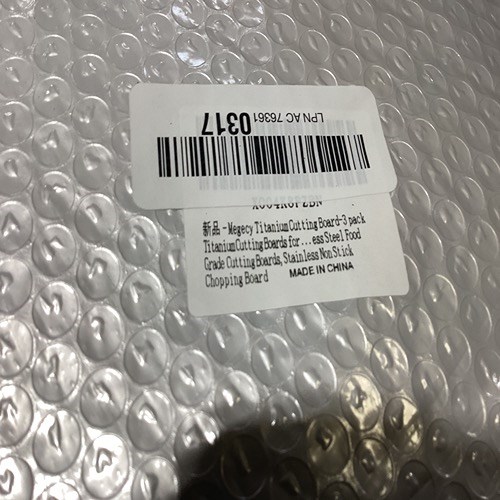 LPN AC 76361
0317
新品 - Megecy Titanium Cutting Board-3 pack
Titanium Cutting Boards for...ess Steel Food
Grade Cutting Boards, Stainless Non Stick
Chopping Board
MADE IN CHINA